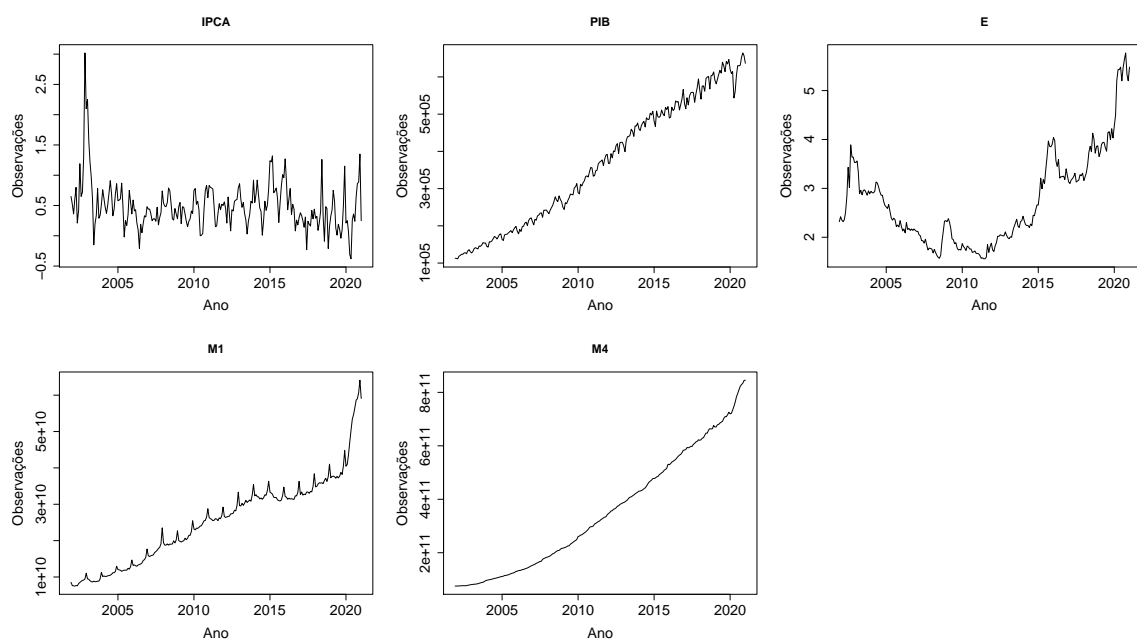 IPCA
Observações
−0.5
0.5
1.5
2.5
2005
2010
2015
2020
Ano
PIB
Observações
1e+05
3e+05
5e+05
2005
2010
2015
2020
Ano
E
Observações
2
3
4
5
2005
2010
2015
2020
Ano
M1
Observações
1e+10
3e+10
5e+10
2005
2010
2015
2020
Ano
M4
Observações
2e+11
4e+11
6e+11
8e+11
2005
2010
2015
2020
Ano